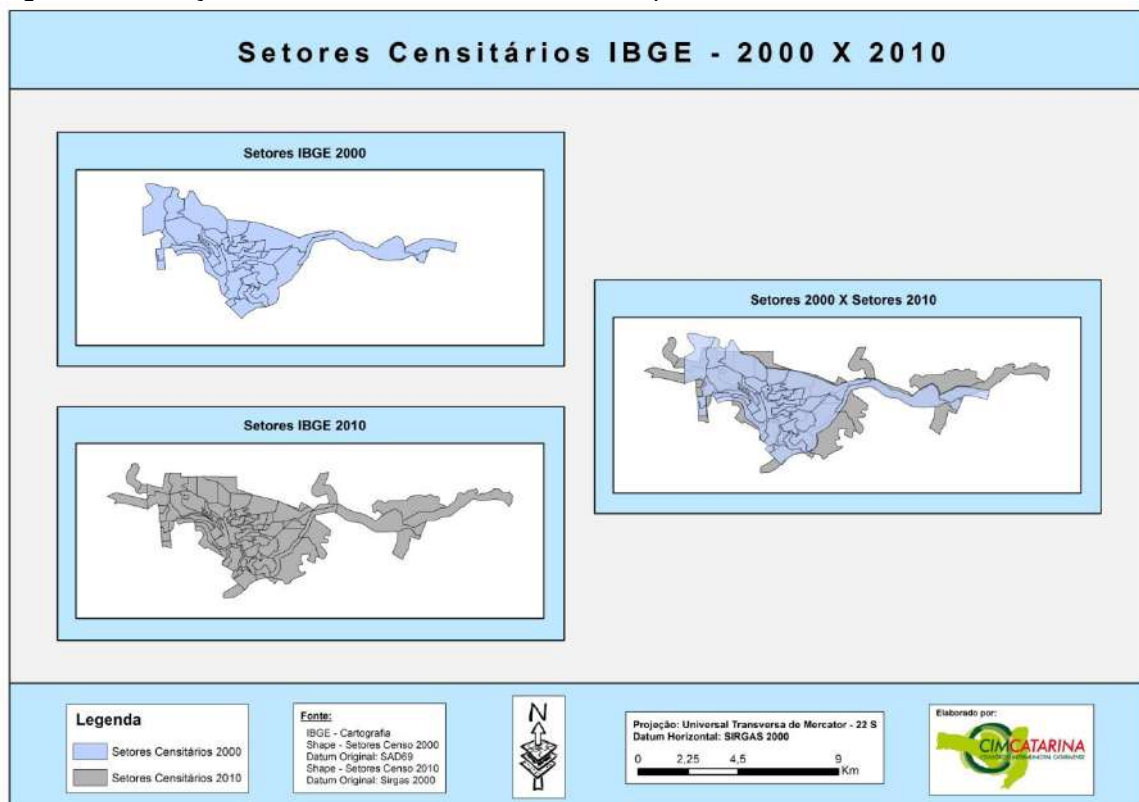 Setores Censitários IBGE - 2000 X 2010
Setores IBGE 2000
Setores 2000 X Setores 2010
Setores IBGE 2010
Legenda
Setores Censitários 2000
Setores Censitários 2010
Fonte:
IBGE - Cartografia
Shape - Setores Censo 2000
Datum Original: SAD69
Shape - Setores Censo 2010
Datum Original: Sirgas 2000
N
Projeção: Universal Transversa de Mercator - 22 S
Datum Horizontal: SIRGAS 2000
0 2,25 4,5 9
Km
Elaborado por:
CIMCATARINA
CONSÓRCIO INTERMUNICIPAL CATARINENSE